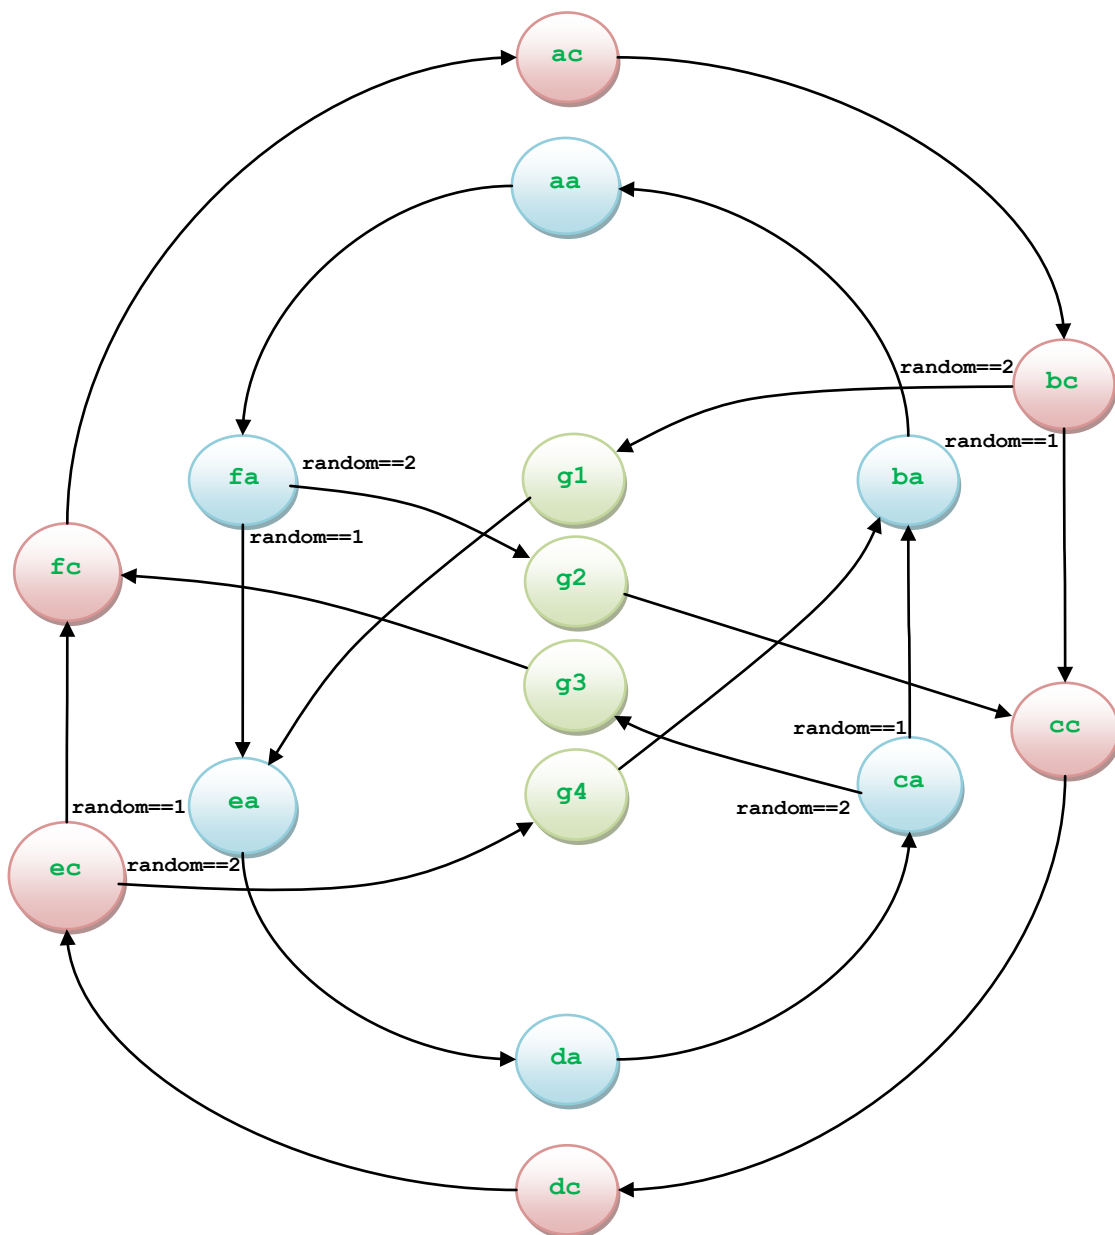 ac
aa
random==2
bc
random==1
fa
random==2
g1
ba
random==1
fc
g2
g3
random==1
cc
ca
ea
g4
random==1
random==2
ec
random==2
da
dc